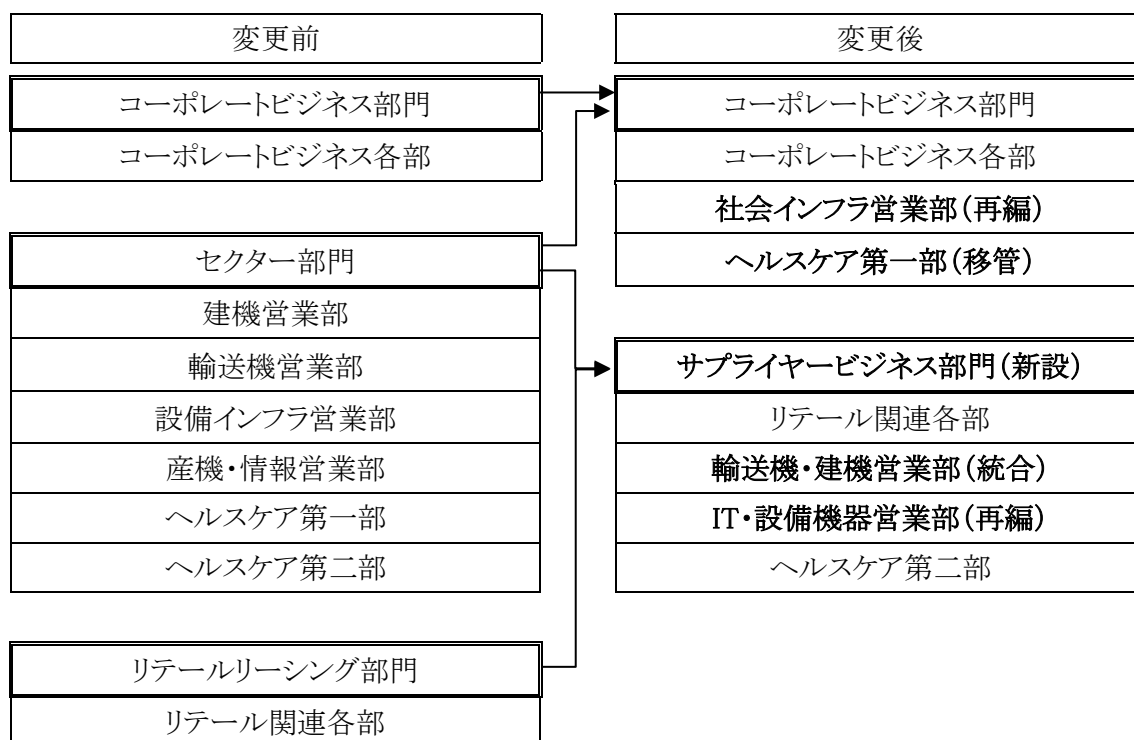 変更前
コーポレートビジネス部門
コーポレートビジネス各部
セクター部門
建機営業部
輸送機営業部
設備インフラ営業部
産機・情報営業部
ヘルスケア第一部
ヘルスケア第二部
リテールリーシング部門
リテール関連各部
変更後
コーポレートビジネス部門
コーポレートビジネス各部
社会インフラ営業部(再編)
ヘルスケア第一部(移管)
サプライヤービジネス部門(新設)
リテール関連各部
輸送機・建機営業部(統合)
IT・設備機器営業部(再編)
ヘルスケア第二部